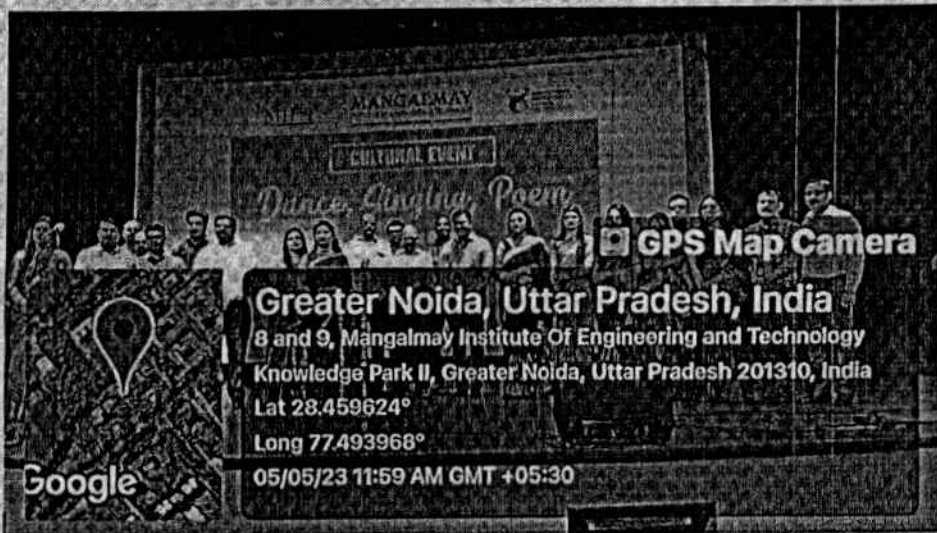 MANGALMAY
CULTURAL EVENT
Dance, Singing, Poem,
GPS Map Camera
Greater Noida, Uttar Pradesh, India
8 and 9, Mangalmay Institute Of Engineering and Technology
Knowledge Park II, Greater Noida, Uttar Pradesh 201310, India
Lat 28.459624°
Long 77.493968°
05/05/23 11:59 AM GMT +05:30
Google